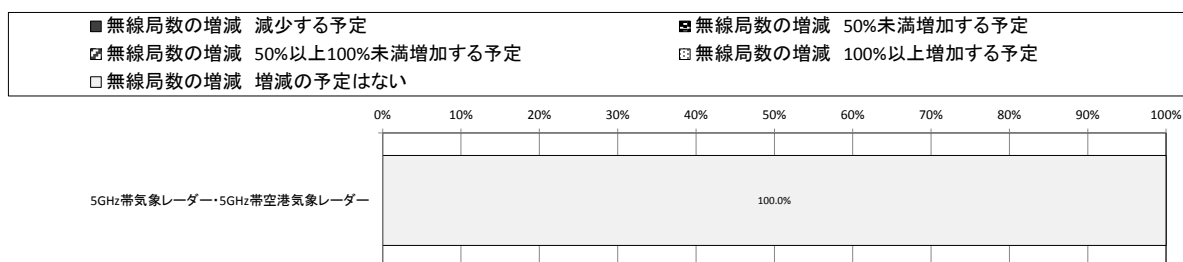 ■無線局数の増減 減少する予定
無線局数の増減 50%未満増加する予定
無線局数の増減 50%以上100%未満増加する予定
無線局数の増減 100%以上増加する予定
□無線局数の増減 増減の予定はない
0% 10% 20% 30% 40% 50% 60% 70% 80% 90% 100%
5GHz帯気象レーダー・5GHz帯空港気象レーダー
100.0%